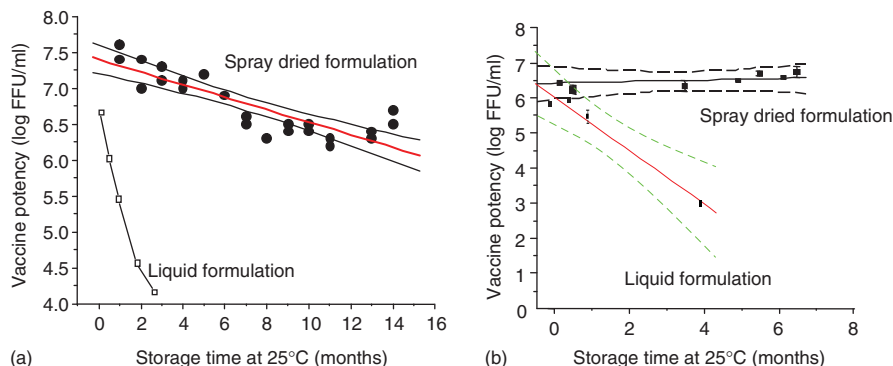 Vaccine potency (log FFU/ml)
8.0
7.5
7.0
6.5
6.0
5.5
5.0
4.5
4.0
Spray dried formulation
Liquid formulation
0 2 4 6 8 10 12 14 16
(a) Storage time at 25°C (months)
Vaccine potency (log FFU/ml)
8
7
6
5
4
3
2
1
0
Spray dried formulation
Liquid formulation
0 2 4 6 8
(b) Storage time at 25°C (months)